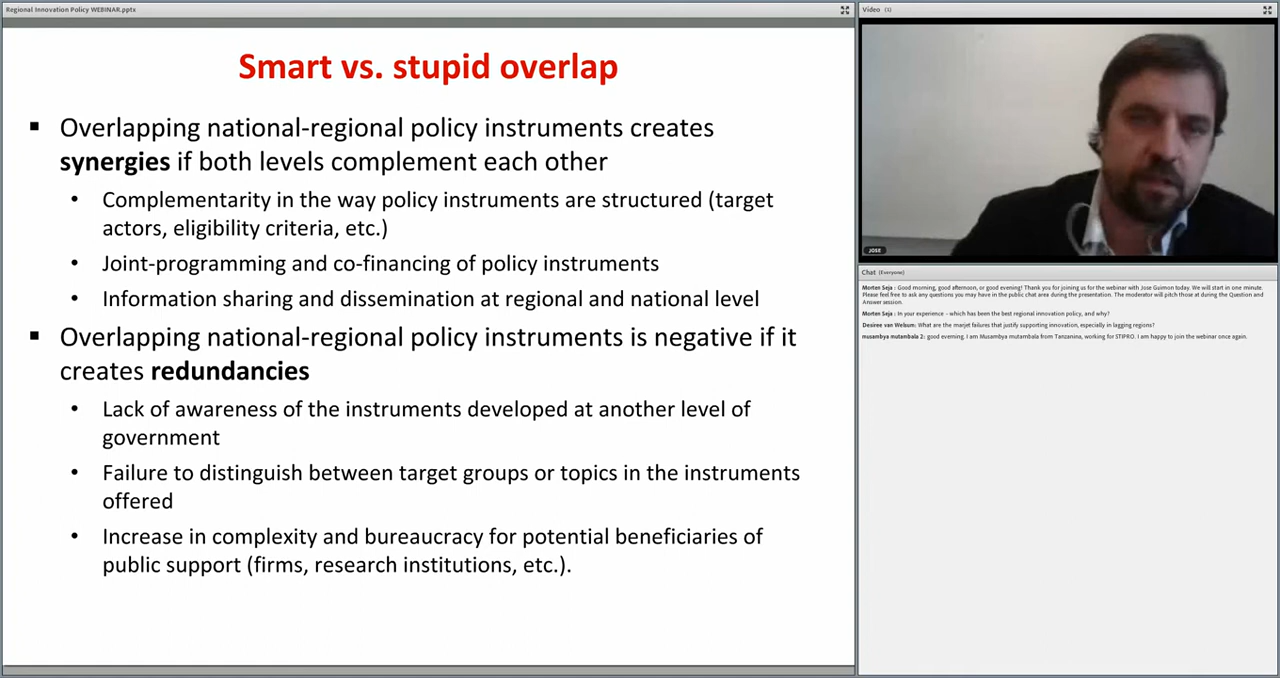 Regional Innovation Policy WEBINAR.pptx
Smart vs. stupid overlap
Overlapping national-regional policy instruments creates
synergies if both levels complement each other
Complementarity in the way policy instruments are structured (target
actors, eligibility criteria, etc.)
Joint-programming and co-financing of policy instruments
Information sharing and dissemination at regional and national level
Overlapping national-regional policy instruments is negative if it
creates redundancies
Lack of awareness of the instruments developed at another level of
government
Failure to distinguish between target groups or topics in the instruments
offered
Increase in complexity and bureaucracy for potential beneficiaries of
public support (firms, research institutions, etc.).
Video (3)
JOSE
Chat (Everyone)
Morten Seja : Good morning, good afternoon, or good evening! Thank you for joining us for the webinar with Jose Guimon today. We will start in one minute.
Please feel free to ask any questions you may have in the public chat area during the presentation. The moderator will pitch those at during the Question and
Answer session.
Morten Seja : In your experience - which has been the best regional innovation policy, and why?
Desiree van Welsum: What are the marjet failures that justify supporting innovation, especially in lagging regions?
musambya mutambala 2: good evening. I am Musambya mutambala from Tanzanina, working for STIPRO. I am happy to join the webinar once again.